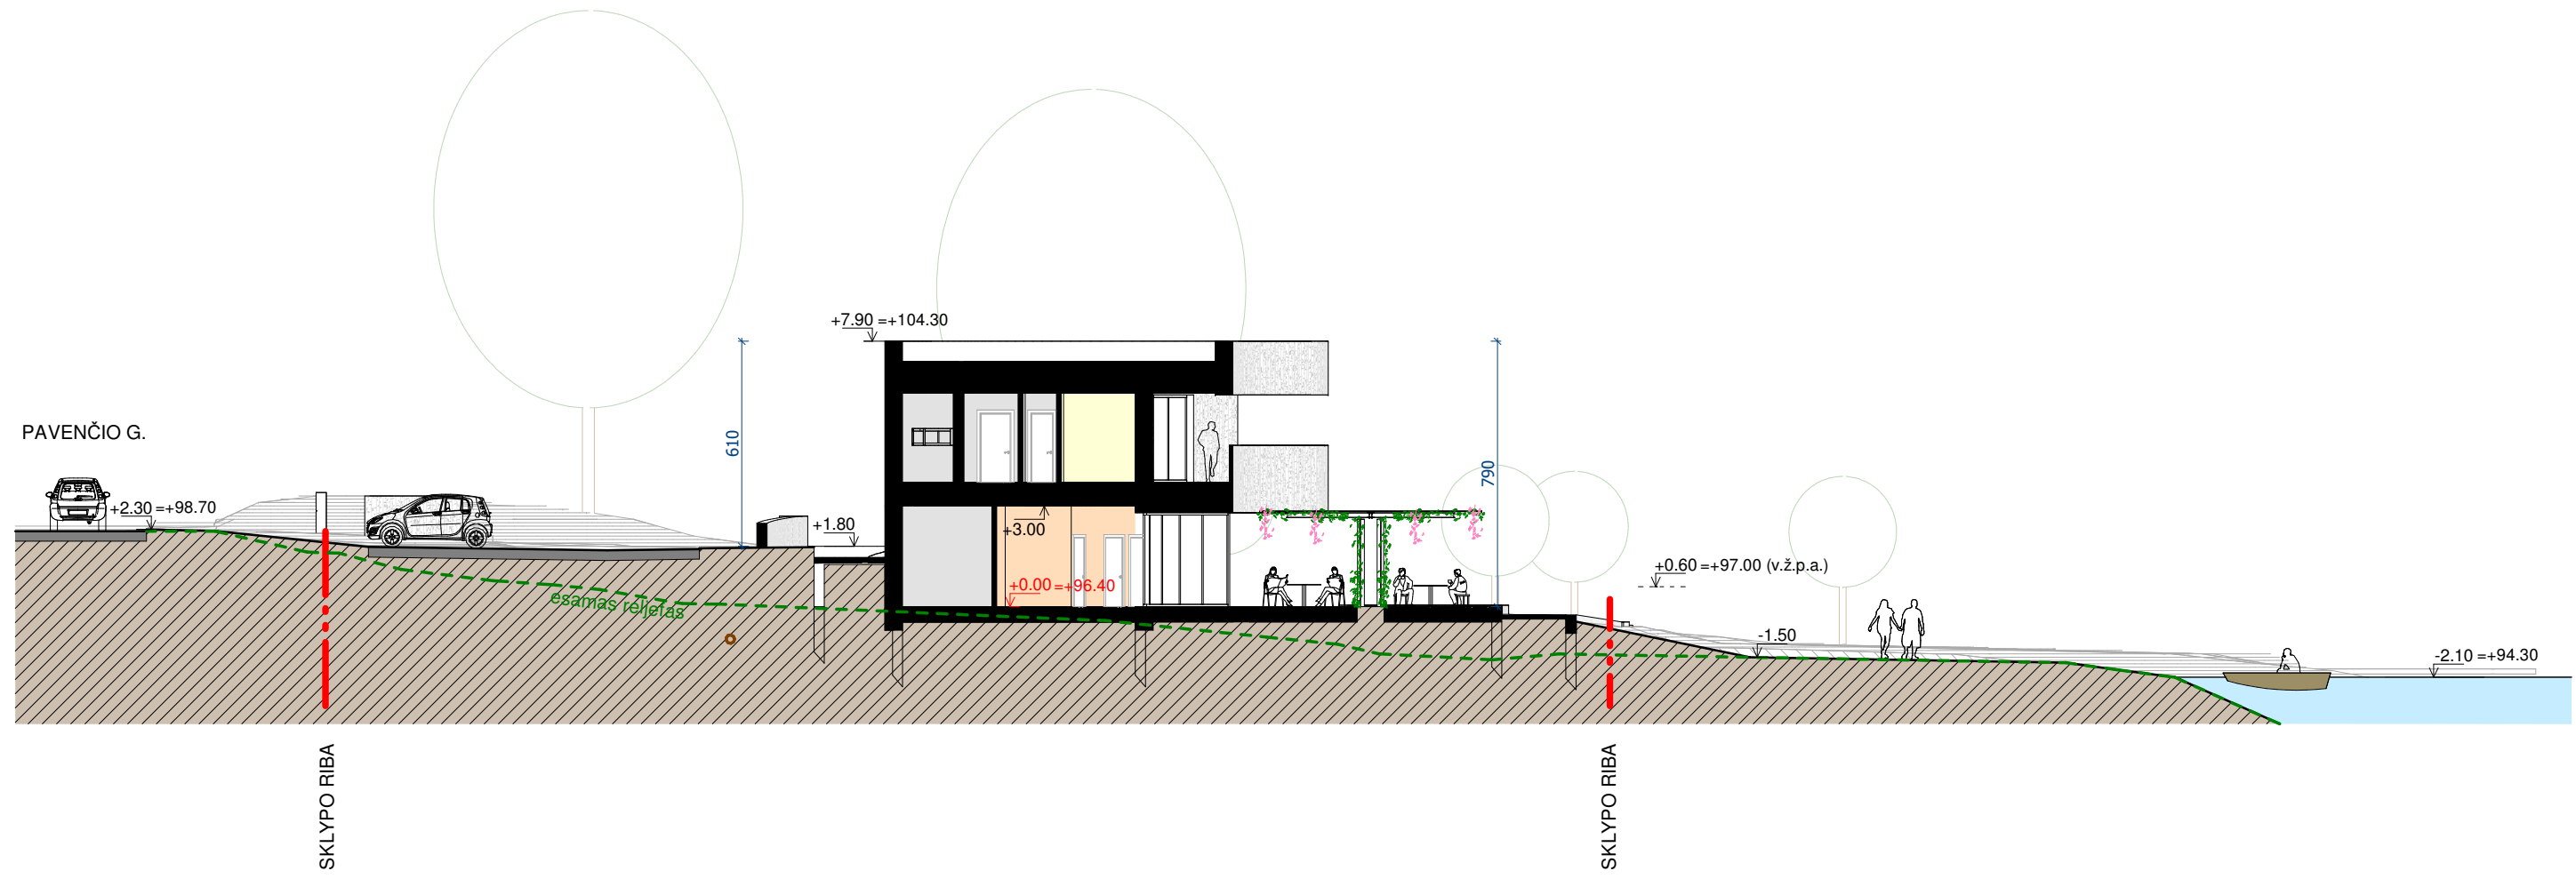 +7.90 =+104.30
PAVENČIO G.
610
790
+2.30 =+98.70
+1.80
+3.00
+0.00 =+96.40
+0.60 =+97.00 (v.ž.p.a.)
esamas reljefas
-1.50
-2.10 =+94.30
SKLYPO RIBA
SKLYPO RIBA